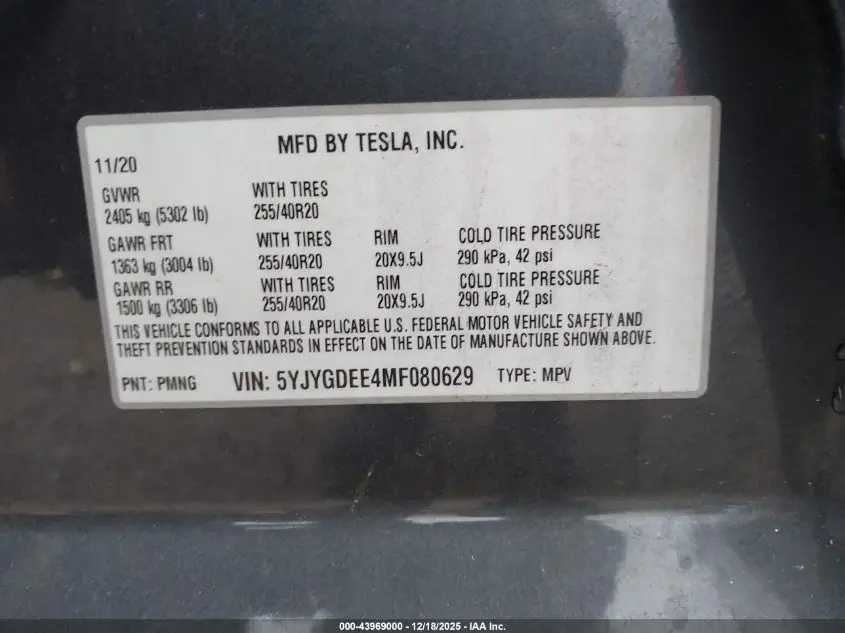 MFD BY TESLA, INC.
11/20
GVWR WITH TIRES
2405 kg (5302 lb) 255/40R20
GAWR FRT WITH TIRES RIM COLD TIRE PRESSURE
1363 kg (3004 lb) 255/40R20 20X9.5J 290 kPa, 42 psi
GAWR RR WITH TIRES RIM COLD TIRE PRESSURE
1500 kg (3306 lb) 255/40R20 20X9.5J 290 kPa, 42 psi
THIS VEHICLE CONFORMS TO ALL APPLICABLE U.S. FEDERAL MOTOR VEHICLE SAFETY AND
THEFT PREVENTION STANDARDS IN EFFECT ON THE DATE OF MANUFACTURE SHOWN ABOVE.
PNT: PMNG VIN: 5YJYGDEE4MF080629 TYPE: MPV
000-43969000 - 12/18/2025 - IAA Inc.